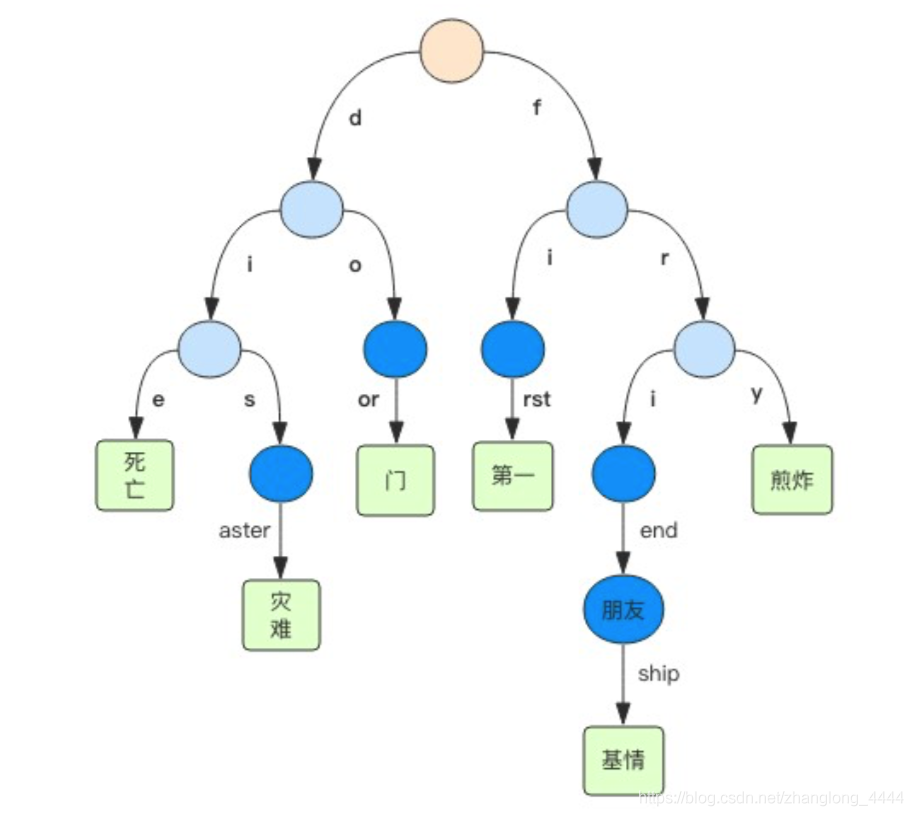 d
f
i
o
i
r
e
s
or
rst
i
y
死
亡
门
第一
煎炸
aster
end
灾
难
朋友
ship
基情
https://blog.csdn.net/zhanglong_4444